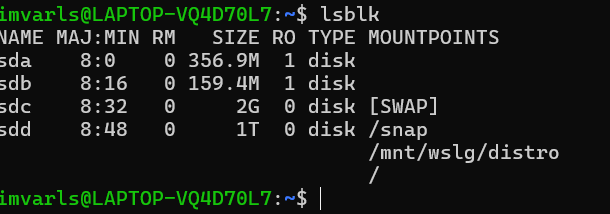 imvarls@LAPTOP-VQ4D70L7:~$ lsblk
NAME MAJ:MIN RM   SIZE RO TYPE MOUNTPOINTS
sda    8:0    0 356.9M  1 disk
sdb    8:16   0 159.4M  1 disk
sdc    8:32   0     2G  0 disk [SWAP]
sdd    8:48   0     1T  0 disk /snap
                               /mnt/wslg/distro
                               /
imvarls@LAPTOP-VQ4D70L7:~$